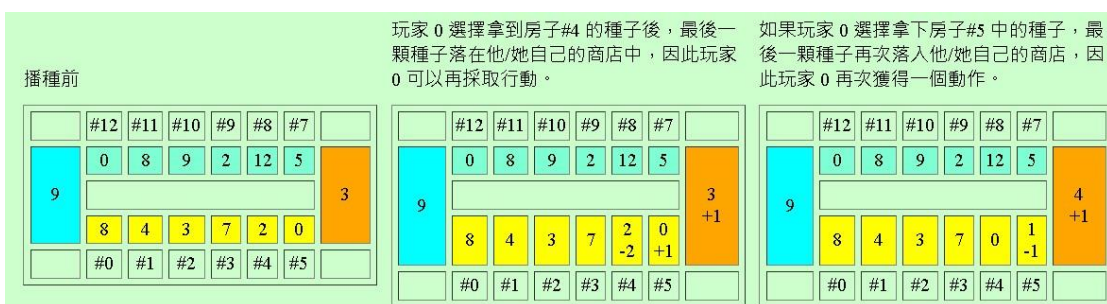 播種前
#12 #11 #10 #9 #8 #7
0 8 9 2 12 5
9 3
8 4 3 7 2 0
#0 #1 #2 #3 #4 #5
玩家 0 選擇拿到房子#4 的種子後，最後一
顆種子落在他/她自己的商店中，因此玩家
0 可以再採取行動。
#12 #11 #10 #9 #8 #7
0 8 9 2 12 5
9 3
+1
8 4 3 7 2 0
-2 +1
#0 #1 #2 #3 #4 #5
如果玩家 0 選擇拿下房子#5 中的種子，最
後一顆種子再次落入他/她自己的商店，因
此玩家 0 再次獲得一個動作。
#12 #11 #10 #9 #8 #7
0 8 9 2 12 5
9 4
+1
8 4 3 7 0 1
-1
#0 #1 #2 #3 #4 #5